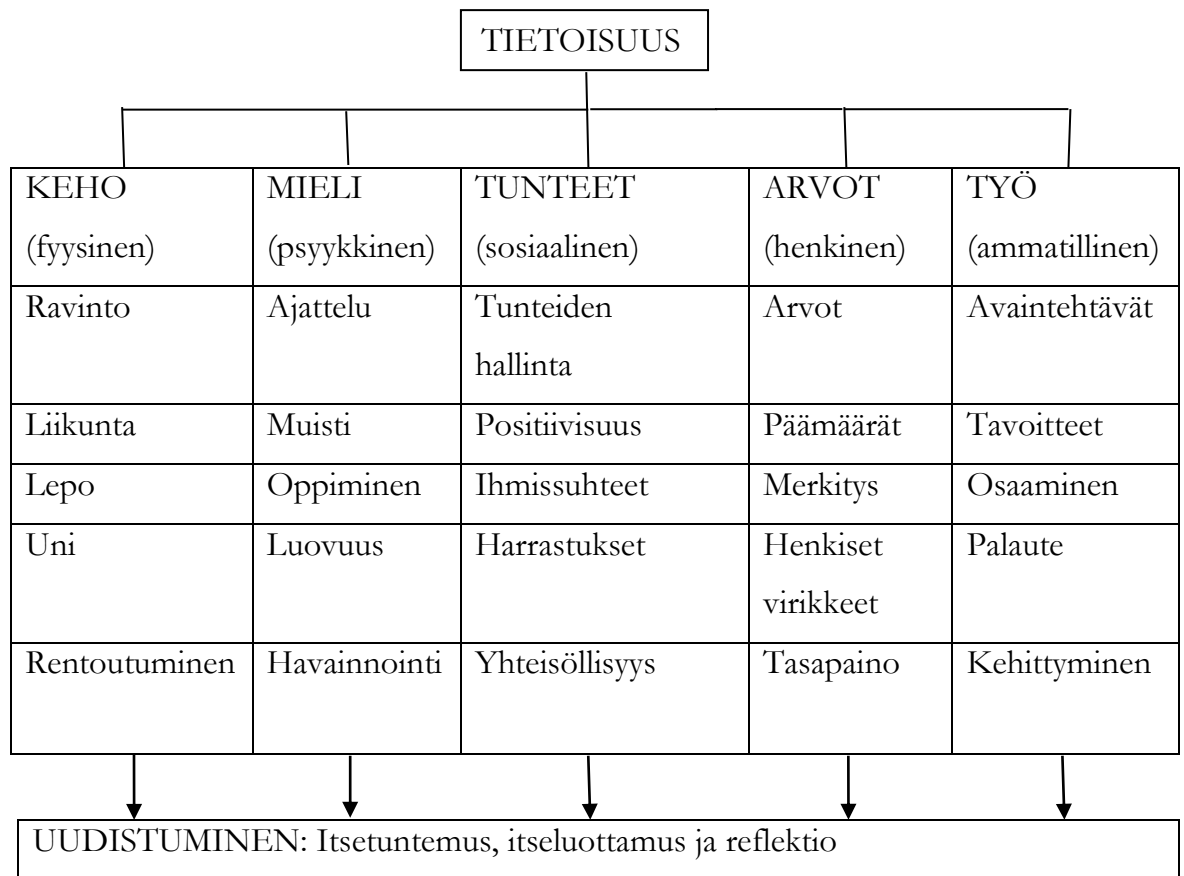 TIETOISUUS
KEHO
(fyysinen)
MIELI
(psyykkinen)
TUNTEET
(sosiaalinen)
ARVOT
(henkinen)
TYÖ
(ammatillinen)
Ravinto
Ajattelu
Tunteiden
hallinta
Arvot
Avaintehtävät
Liikunta
Muisti
Positiivisuus
Päämäärät
Tavoitteet
Lepo
Oppiminen
Ihmissuhteet
Merkitys
Osaaminen
Uni
Luovuus
Harrastukset
Henkiset
virikkeet
Palaute
Rentoutuminen
Havainnointi
Yhteisöllisyys
Tasapaino
Kehittyminen
UUDISTUMINEN: Itsetuntemus, itseluottamus ja reflektio